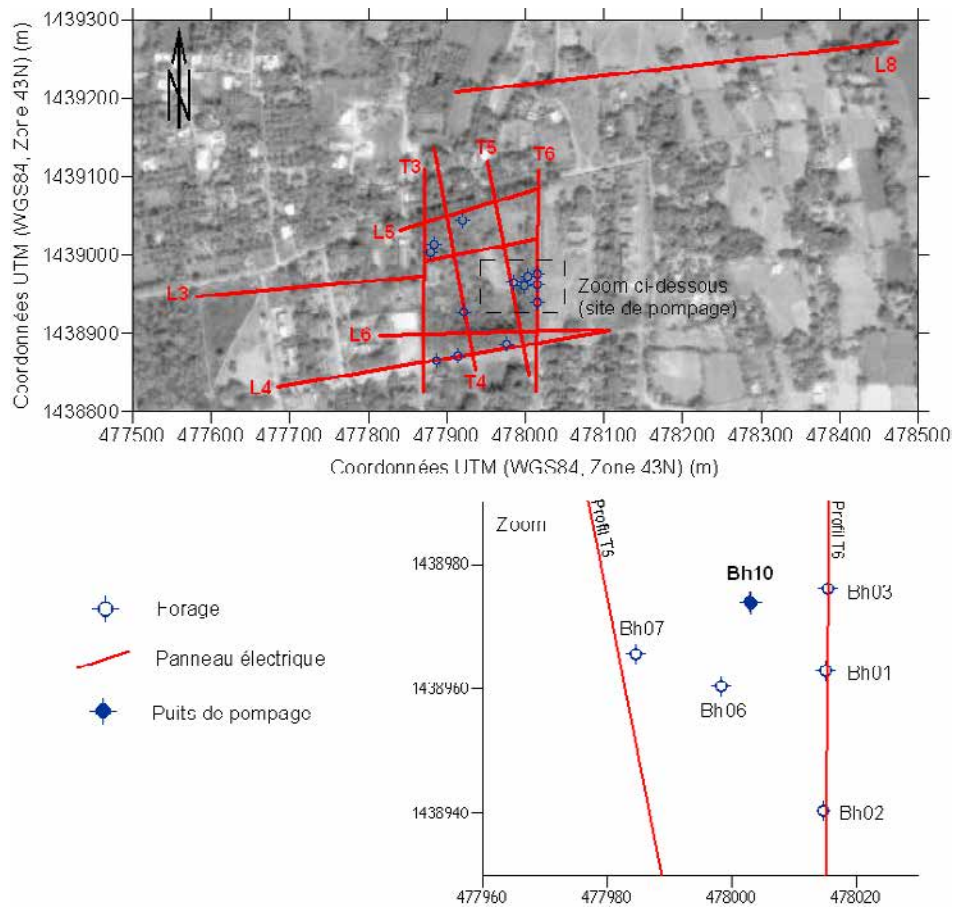 1439300
1439200
1439100
1439000
1438900
1438800
Coordonnées UTM (WGS84, Zone 43N) (m)
N
L8
T3
T5
T6
L5
L3
L6
L4
T4
Zoom ci-dessous
(site de pompage)
477500 477600 477700 477800 477900 478000 478100 478200 478300 478400 478500
Coordonnées UTM (WGS84, Zone 43N) (m)
Forage
Panneau électrique
Puits de pompage
Zoom
Profil T5
Profil T6
1438980
1438960
1438940
Bh10
Bh03
Bh07
Bh01
Bh06
Bh02
477960 477980 478000 478020